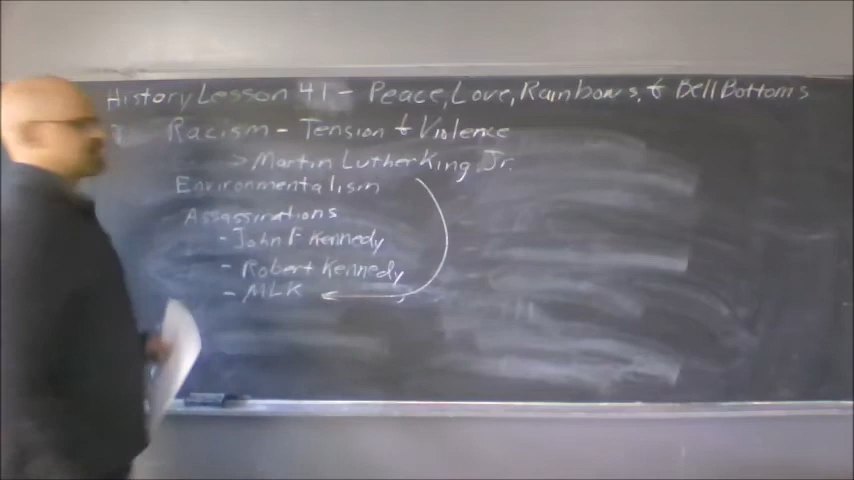 History Lesson 41 - Peace, Love, Rainbows, & Bell Bottoms
Racism - Tension & Violence
> Martin Luther King, Jr.
Environmentalism
Assassinations
- John F Kennedy
- Robert Kennedy
- MLK